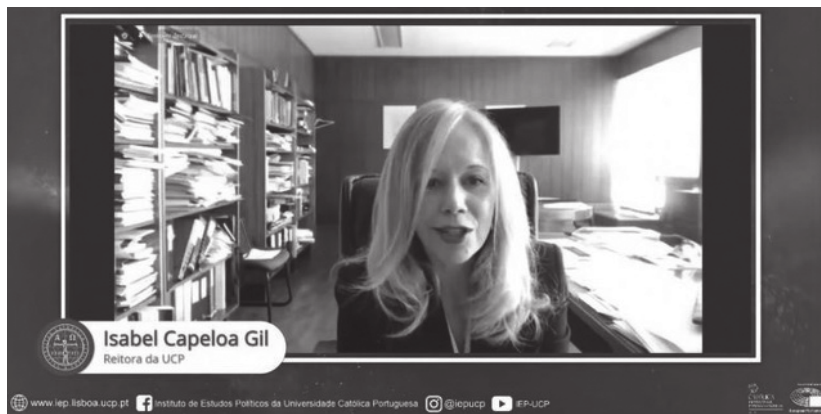 Isabel Capeloa Gil
Reitora da UCP
www.iep.lisboa.ucp.pt Instituto de Estudos Políticos da Universidade Católica Portuguesa @iepucp IEP-UCP